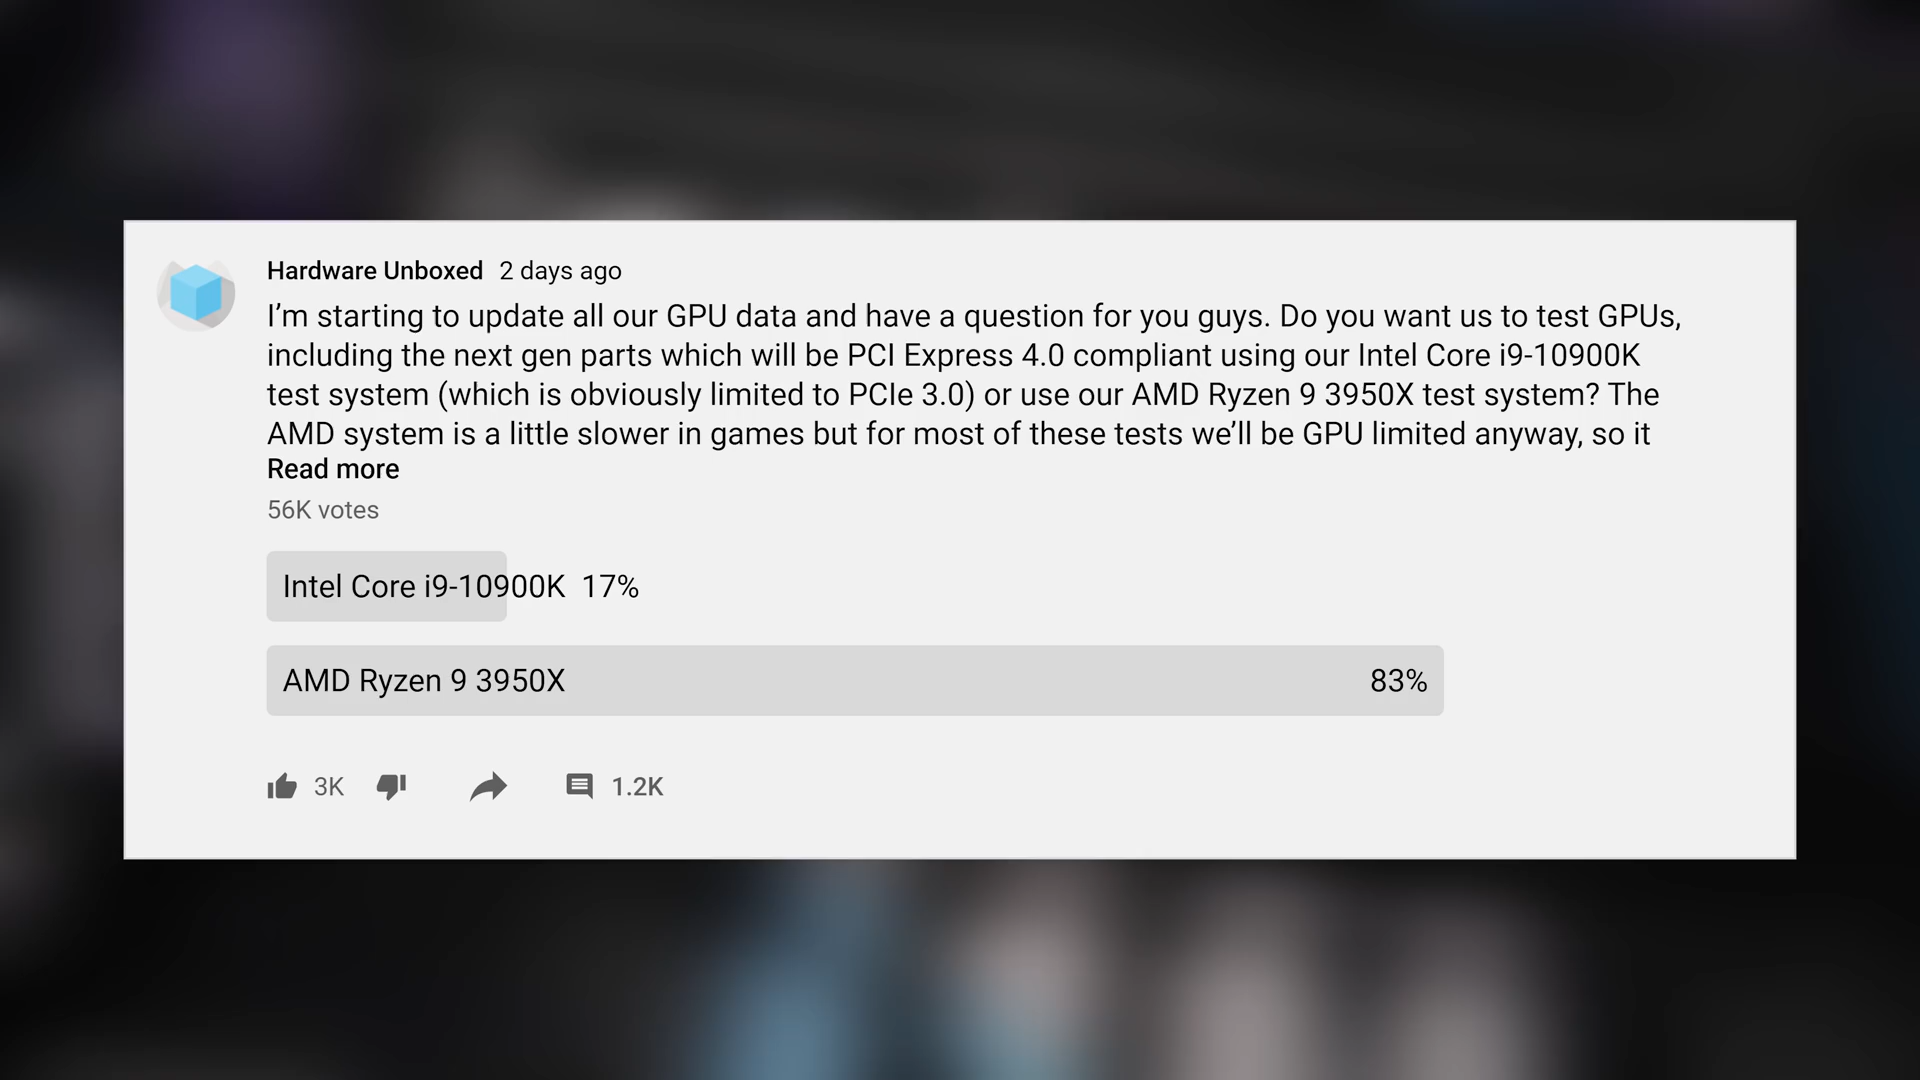 Hardware Unboxed 2 days ago
I’m starting to update all our GPU data and have a question for you guys. Do you want us to test GPUs,
including the next gen parts which will be PCI Express 4.0 compliant using our Intel Core i9-10900K
test system (which is obviously limited to PCIe 3.0) or use our AMD Ryzen 9 3950X test system? The
AMD system is a little slower in games but for most of these tests we’ll be GPU limited anyway, so it
Read more
56K votes
Intel Core i9-10900K 17%
AMD Ryzen 9 3950X 83%
3K 1.2K